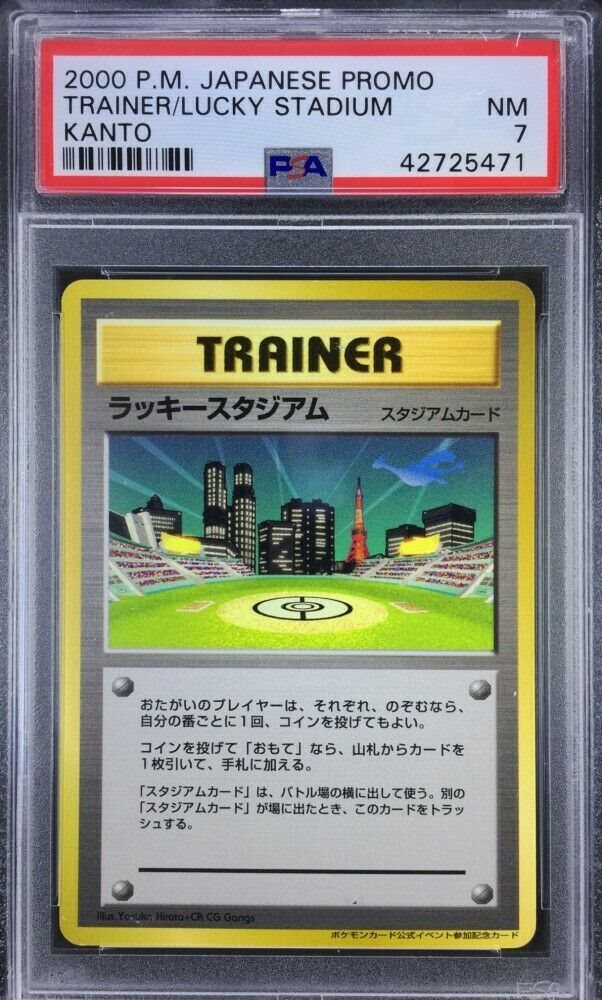 2000 P.M. JAPANESE PROMO
TRAINER/LUCKY STADIUM NM
KANTO 7
PSA 42725471
TRAINER
ラッキースタジアム スタジアムカード
おたがいのプレイヤーは、それぞれ、のぞむなら、
自分の番ごとに1回、コインを投げてもよい。
コインを投げて「おもて」なら、山札からカードを
1枚引いて、手札に加える。
「スタジアムカード」は、バトル場の横に出して使う。別の
「スタジアムカード」が場に出たとき、このカードをトラッ
シュする。
Illus. Yosuke Hirata+CR CG Gangs
ポケモンカード公式イベント参加記念カード